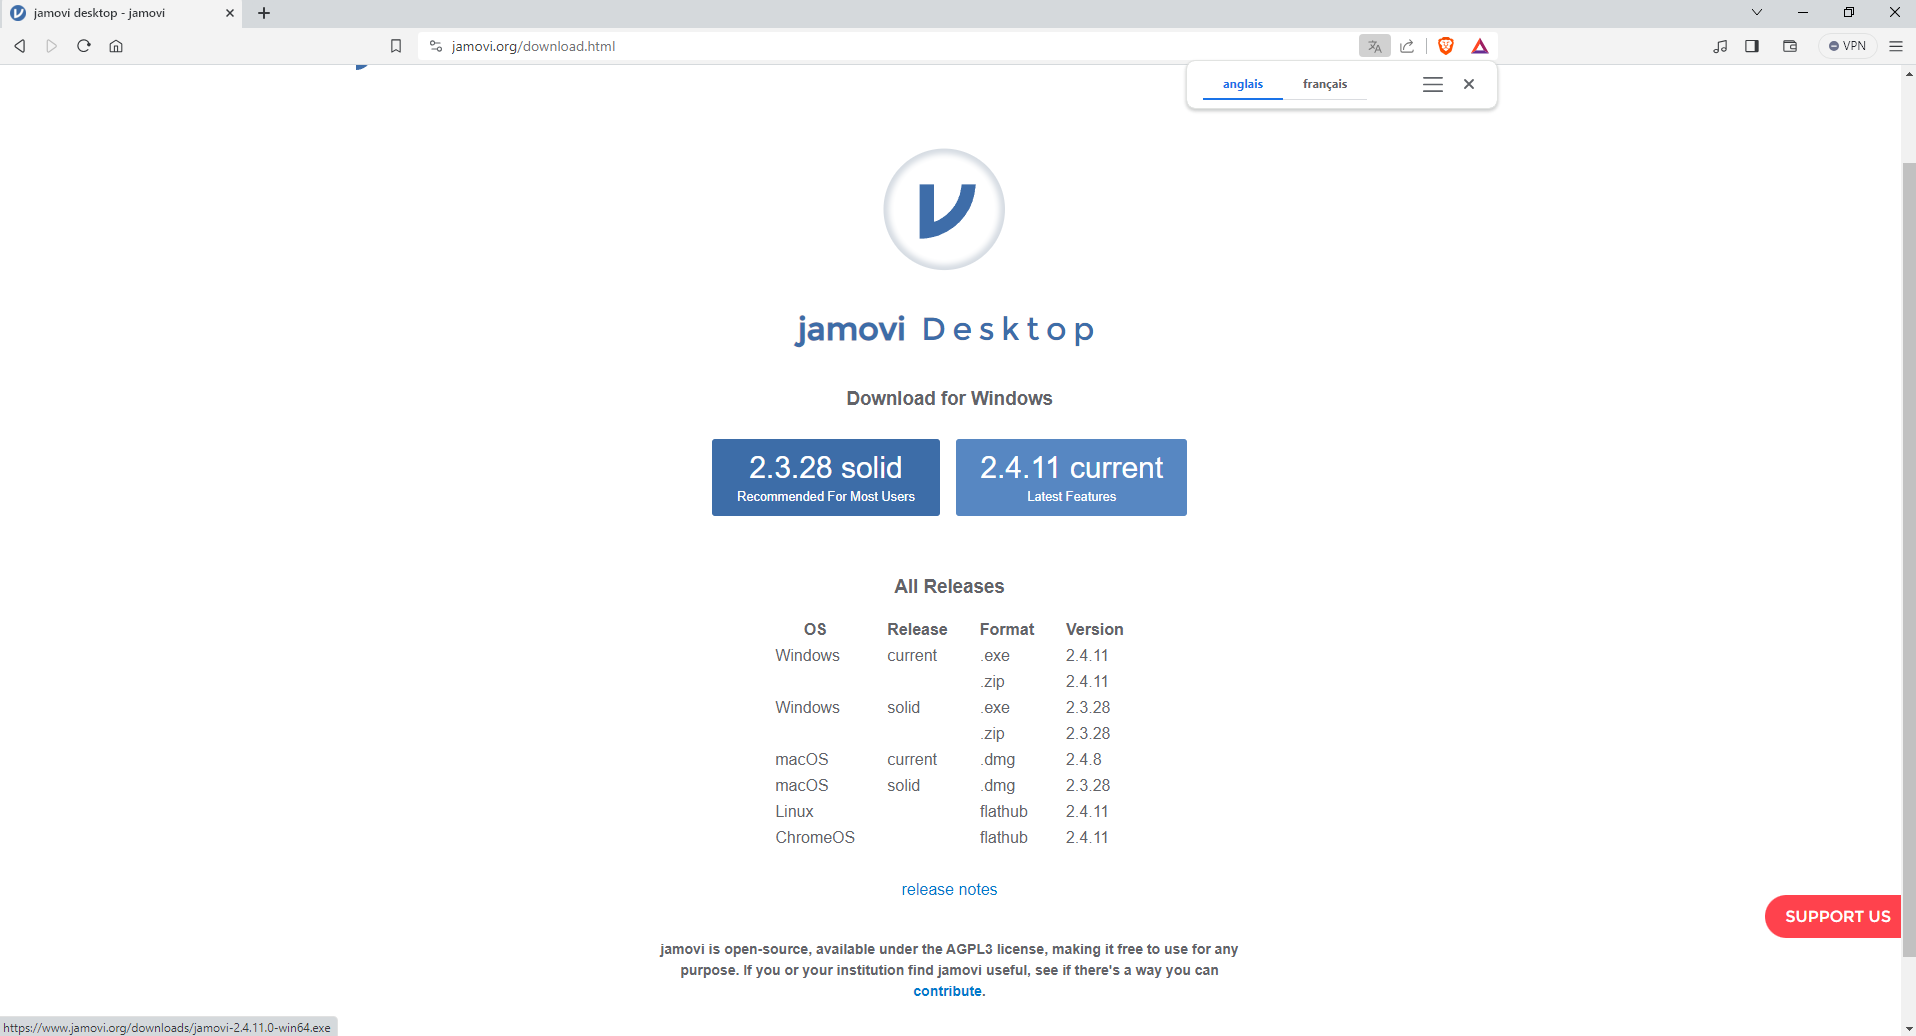 jamovi desktop - jamovi
jamovi.org/download.html
VPN
anglais français
jamovi Desktop
Download for Windows
2.3.28 solid
Recommended For Most Users
2.4.11 current
Latest Features
All Releases
OS Release Format Version
Windows current .exe 2.4.11
.zip 2.4.11
Windows solid .exe 2.3.28
.zip 2.3.28
macOS current .dmg 2.4.8
macOS solid .dmg 2.3.28
Linux flathub 2.4.11
ChromeOS flathub 2.4.11
release notes
SUPPORT US
jamovi is open-source, available under the AGPL3 license, making it free to use for any
purpose. If you or your institution find jamovi useful, see if there's a way you can
contribute.
https://www.jamovi.org/downloads/jamovi-2.4.11.0-win64.exe